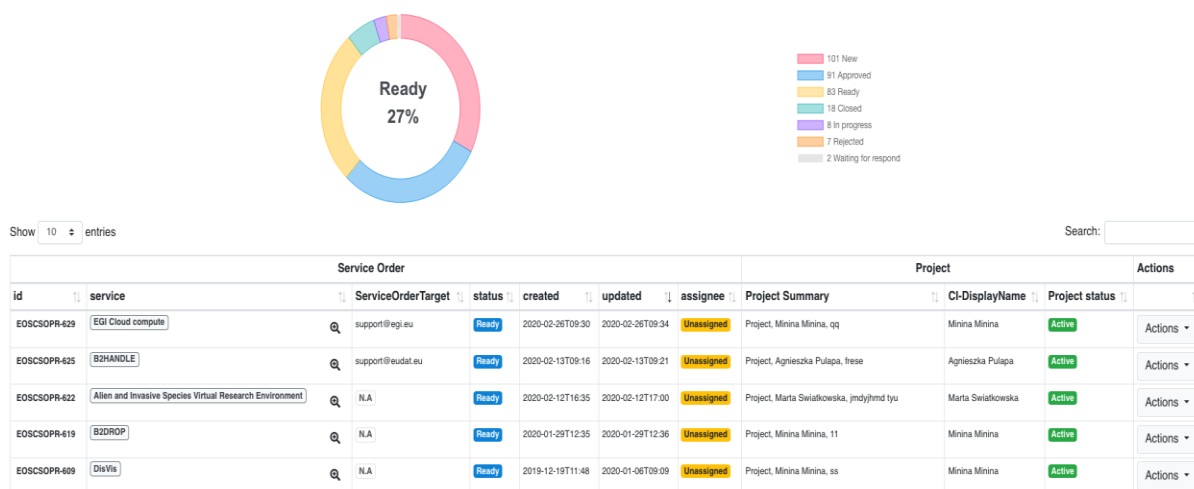 Ready
27%
101 New
91 Approved
83 Ready
18 Closed
8 In progress
7 Rejected
2 Waiting for respond
Show 10 entries
Search:
Service Order Project Actions
id service ServiceOrderTarget status created updated assignee Project Summary CI-DisplayName Project status
EOSCSOPR-629 EGI Cloud compute support@egi.eu Ready 2020-02-26T09:30 2020-02-26T09:34 Unassigned Project, Minina Minina, qq Minina Minina Active Actions
EOSCSOPR-625 B2HANDLE support@eudat.eu Ready 2020-02-13T09:16 2020-02-13T09:21 Unassigned Project, Agnieszka Pulapa, frese Agnieszka Pulapa Active Actions
EOSCSOPR-622 Alien and Invasive Species Virtual Research Environment N.A Ready 2020-02-12T16:35 2020-02-12T17:00 Unassigned Project, Marta Swiatkowska, jmdyjhmd tyu Marta Swiatkowska Active Actions
EOSCSOPR-619 B2DROP N.A Ready 2020-01-29T12:35 2020-01-29T12:36 Unassigned Project, Minina Minina, 11 Minina Minina Active Actions
EOSCSOPR-609 DisVis N.A Ready 2019-12-19T11:48 2020-01-06T09:09 Unassigned Project, Minina Minina, ss Minina Minina Active Actions